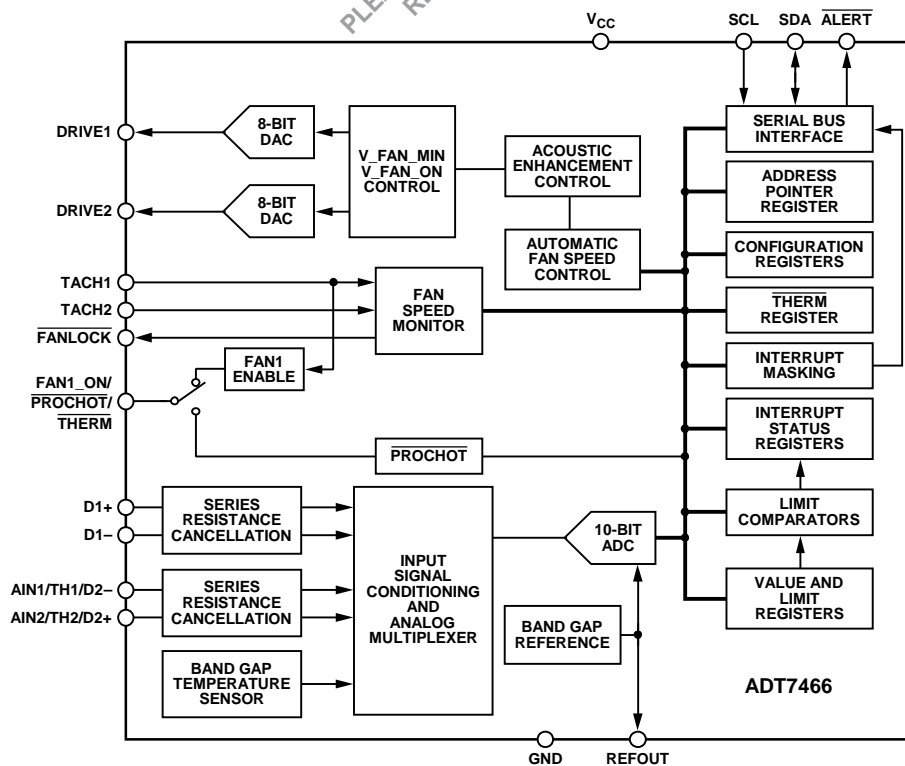 PLE
RE
VCC
SCL
SDA
ALERT
DRIVE1
8-BIT
DAC
DRIVE2
8-BIT
DAC
V_FAN_MIN
V_FAN_ON
CONTROL
ACOUSTIC
ENHANCEMENT
CONTROL
AUTOMATIC
FAN SPEED
CONTROL
SERIAL BUS
INTERFACE
ADDRESS
POINTER
REGISTER
CONFIGURATION
REGISTERS
THERM
REGISTER
INTERRUPT
MASKING
INTERRUPT
STATUS
REGISTERS
LIMIT
COMPARATORS
VALUE AND
LIMIT
REGISTERS
TACH1
TACH2
FANLOCK
FAN
SPEED
MONITOR
FAN1_ON/
PROCHOT/
THERM
FAN1
ENABLE
PROCHOT
D1+
D1–
SERIES
RESISTANCE
CANCELLATION
AIN1/TH1/D2–
AIN2/TH2/D2+
SERIES
RESISTANCE
CANCELLATION
BAND GAP
TEMPERATURE
SENSOR
INPUT
SIGNAL
CONDITIONING
AND
ANALOG
MULTIPLEXER
10-BIT
ADC
BAND GAP
REFERENCE
ADT7466
GND
REFOUT